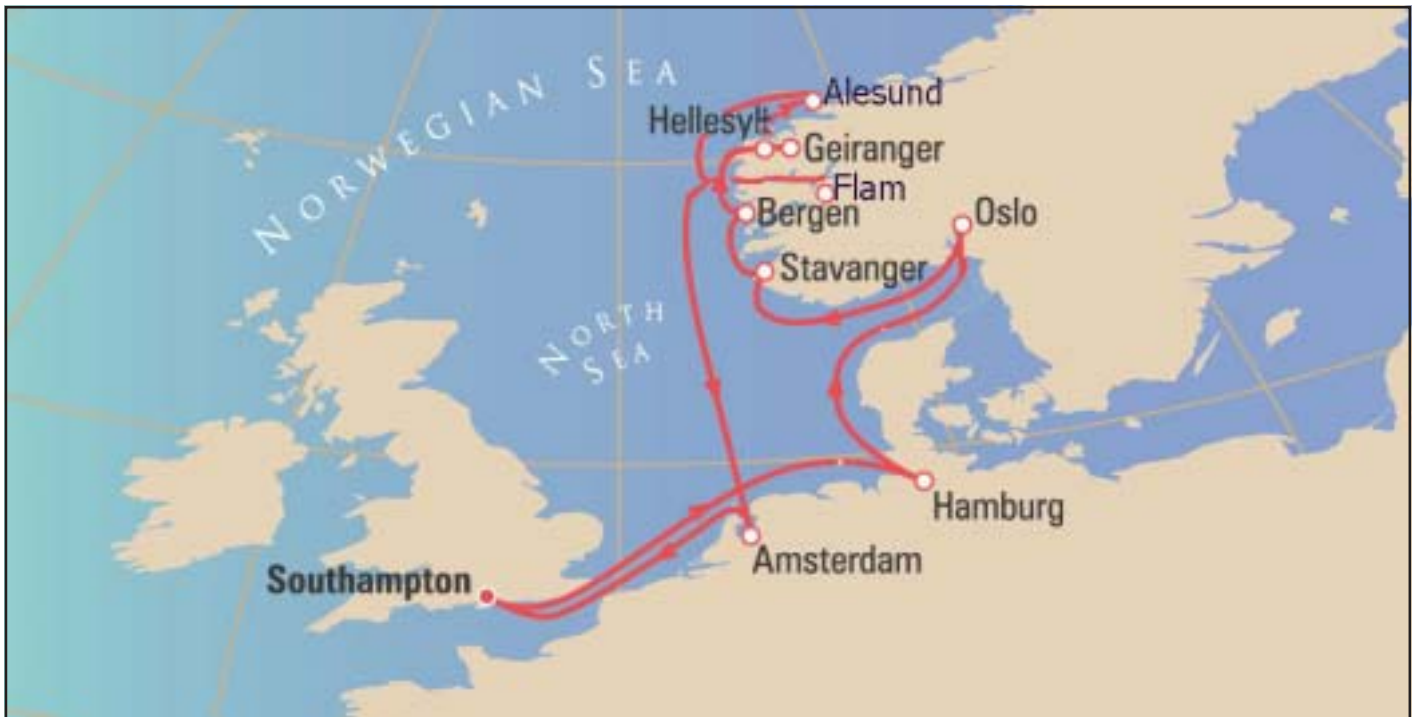 NORWEGIAN SEA
Alesund
Hellesylt
Geiranger
Flam
Bergen
Oslo
Stavanger
NORTH
SEA
Hamburg
Amsterdam
Southampton